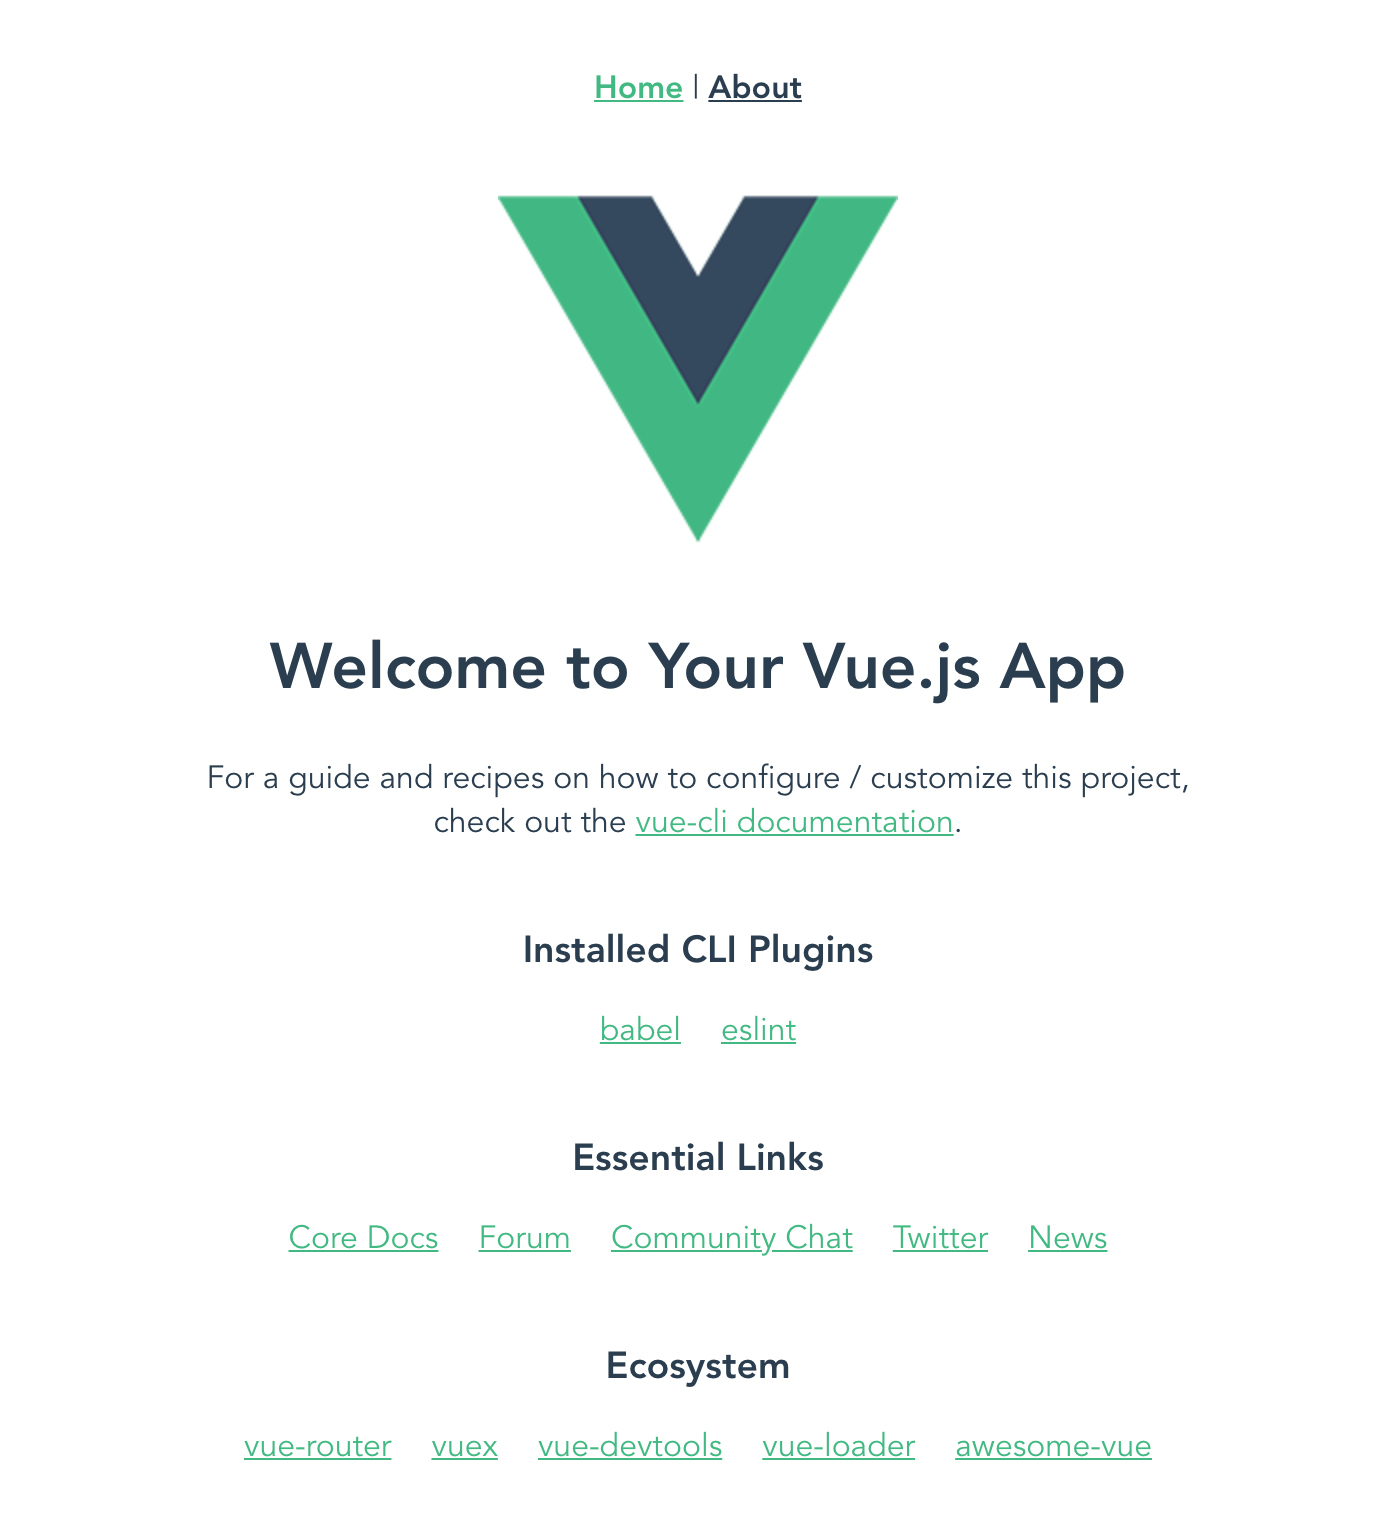 Home | About
Welcome to Your Vue.js App
For a guide and recipes on how to configure / customize this project,
check out the vue-cli documentation.
Installed CLI Plugins
babel eslint
Essential Links
Core Docs Forum Community Chat Twitter News
Ecosystem
vue-router vuex vue-devtools vue-loader awesome-vue